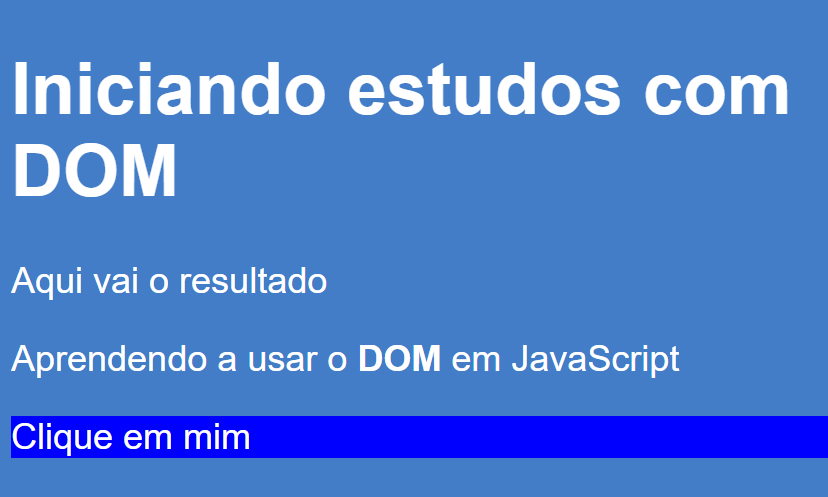 Iniciando estudos com
DOM
Aqui vai o resultado
Aprendendo a usar o DOM em JavaScript
Clique em mim